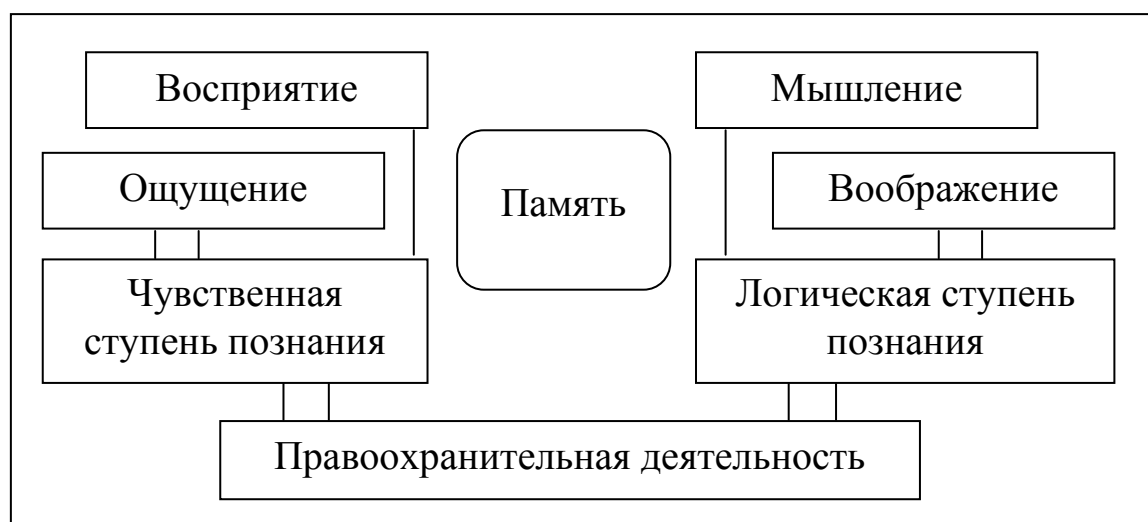 Восприятие
Мышление
Ощущение
Память
Воображение
Чувственная
ступень познания
Логическая ступень
познания
Правоохранительная деятельность